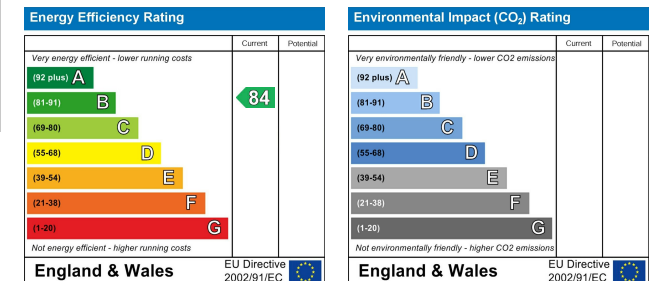 Energy Efficiency Rating
Current Potential
Very energy efficient - lower running costs
(92 plus) A
(81-91) B
84
(69-80) C
(55-68) D
(39-54) E
(21-38) F
(1-20) G
Not energy efficient - higher running costs
England & Wales
EU Directive
2002/91/EC
Environmental Impact (CO₂) Rating
Current Potential
Very environmentally friendly - lower CO2 emissions
(92 plus) A
(81-91) B
(69-80) C
(55-68) D
(39-54) E
(21-38) F
(1-20) G
Not environmentally friendly - higher CO2 emissions
England & Wales
EU Directive
2002/91/EC